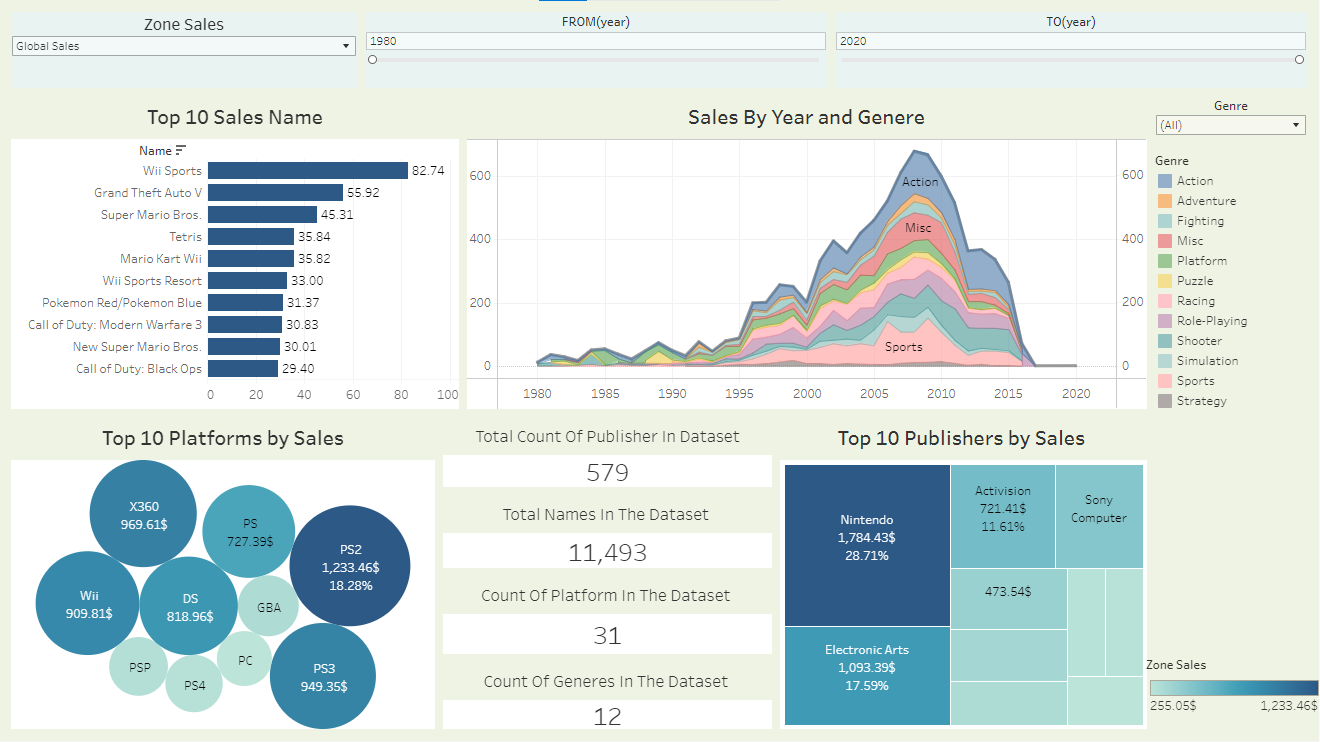 Zone Sales
Global Sales
FROM(year)
1980
TO(year)
2020
Top 10 Sales Name
Name
Wii Sports 82.74
Grand Theft Auto V 55.92
Super Mario Bros. 45.31
Tetris 35.84
Mario Kart Wii 35.82
Wii Sports Resort 33.00
Pokemon Red/Pokemon Blue 31.37
Call of Duty: Modern Warfare 3 30.83
New Super Mario Bros. 30.01
Call of Duty: Black Ops 29.40
0 20 40 60 80 100
Sales By Year and Genere
600 600
400 400
200 200
0 0
Action
Misc
Sports
1980 1985 1990 1995 2000 2005 2010 2015 2020
Genre
(All)
Genre
Action
Adventure
Fighting
Misc
Platform
Puzzle
Racing
Role-Playing
Shooter
Simulation
Sports
Strategy
Top 10 Platforms by Sales
X360
969.61$
PS
727.39$
PS2
1,233.46$
18.28%
Wii
909.81$
DS
818.96$
GBA
PSP
PS4
PC
PS3
949.35$
Total Count Of Publisher In Dataset
579
Total Names In The Dataset
11,493
Count Of Platform In The Dataset
31
Count Of Generes In The Dataset
12
Top 10 Publishers by Sales
Nintendo
1,784.43$
28.71%
Electronic Arts
1,093.39$
17.59%
Activision
721.41$
11.61%
Sony
Computer
473.54$
Zone Sales
255.05$ 1,233.46$